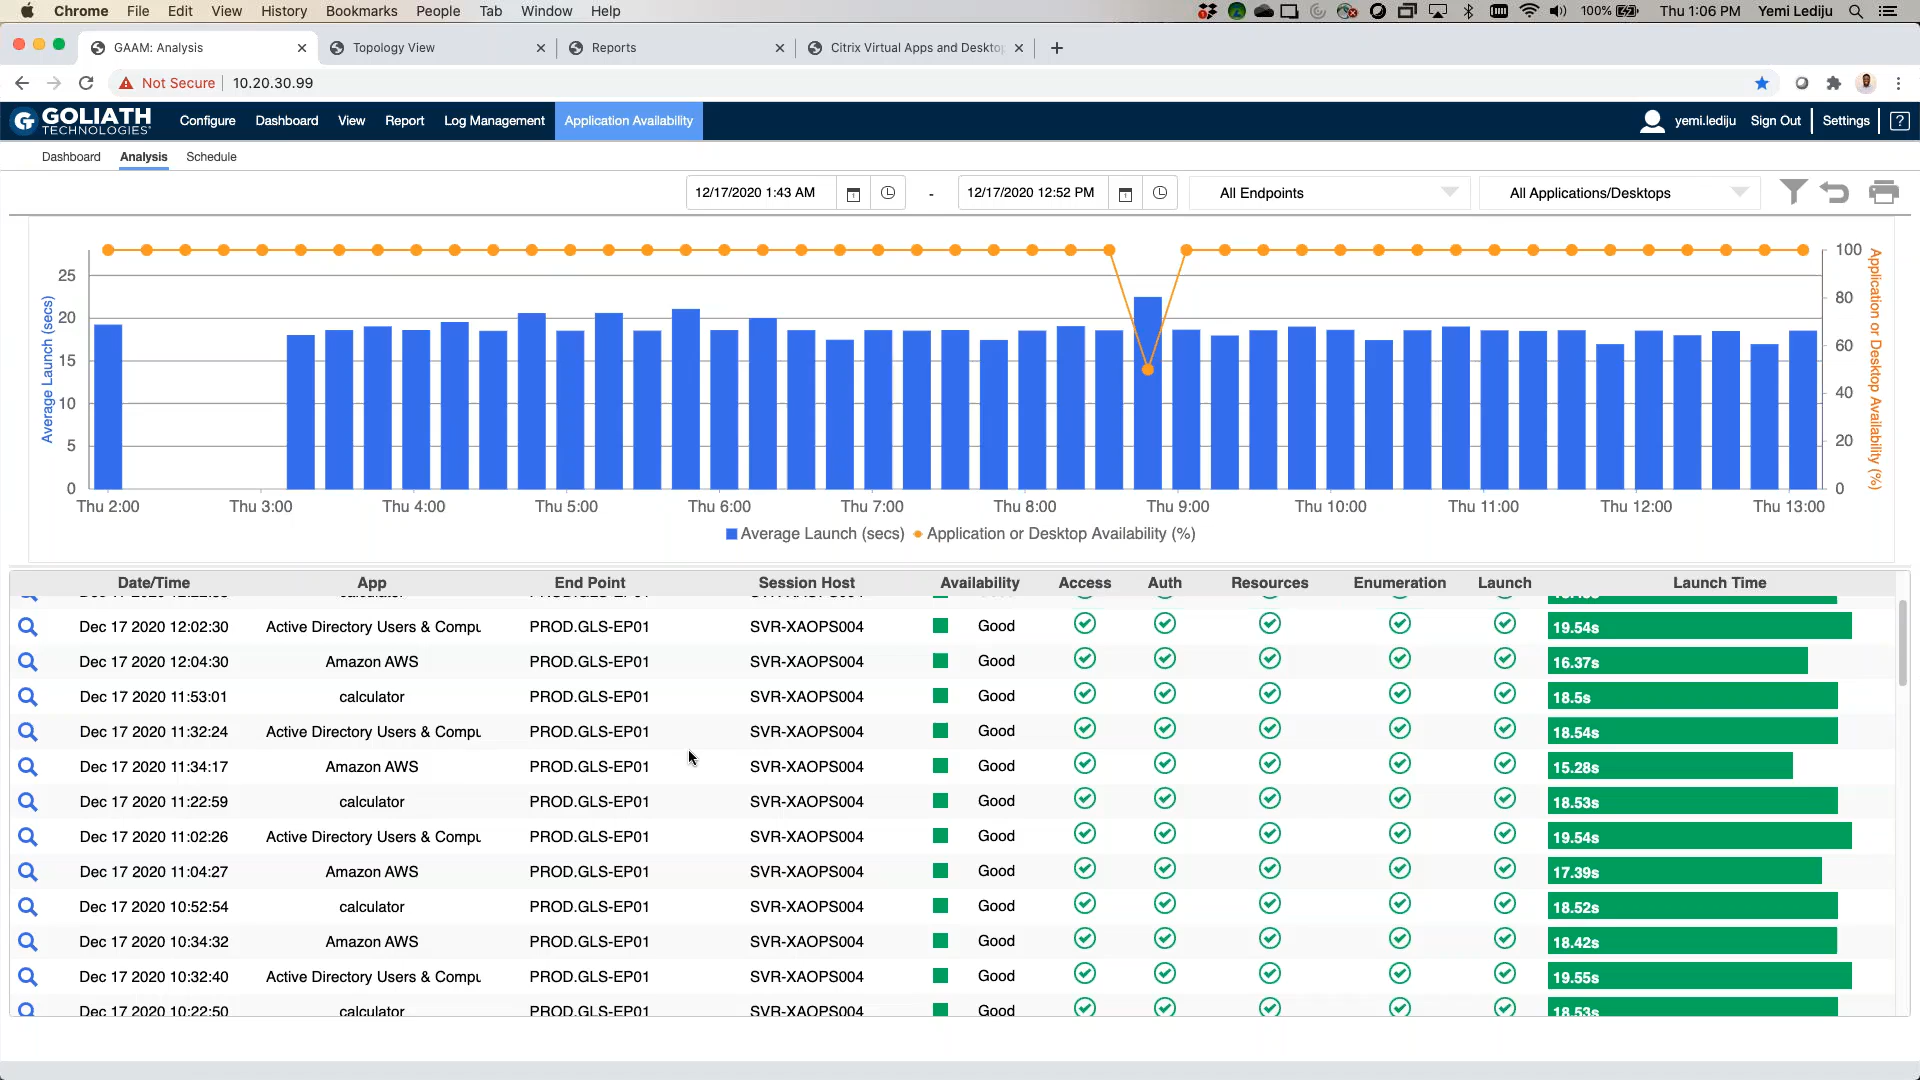 Chrome File Edit View History Bookmarks People Tab Window Help 100% Thu 1:06 PM Yemi Lediju
GAAM: Analysis Topology View Reports Citrix Virtual Apps and Deskto
Not Secure 10.20.30.99
GOLIATH TECHNOLOGIES Configure Dashboard View Report Log Management Application Availability yemi.lediju Sign Out Settings ?
Dashboard Analysis Schedule
12/17/2020 1:43 AM - 12/17/2020 12:52 PM All Endpoints All Applications/Desktops
Average Launch (secs)
25
20
15
10
5
0
100
80
60
40
20
0
Application or Desktop Availability (%)
Thu 2:00 Thu 3:00 Thu 4:00 Thu 5:00 Thu 6:00 Thu 7:00 Thu 8:00 Thu 9:00 Thu 10:00 Thu 11:00 Thu 12:00 Thu 13:00
Average Launch (secs) Application or Desktop Availability (%)
Date/Time App End Point Session Host Availability Access Auth Resources Enumeration Launch Launch Time
Dec 17 2020 12:02:30 Active Directory Users & Compu PROD.GLS-EP01 SVR-XAOPS004 Good 19.54s
Dec 17 2020 12:04:30 Amazon AWS PROD.GLS-EP01 SVR-XAOPS004 Good 16.37s
Dec 17 2020 11:53:01 calculator PROD.GLS-EP01 SVR-XAOPS004 Good 18.5s
Dec 17 2020 11:32:24 Active Directory Users & Compu PROD.GLS-EP01 SVR-XAOPS004 Good 18.54s
Dec 17 2020 11:34:17 Amazon AWS PROD.GLS-EP01 SVR-XAOPS004 Good 15.28s
Dec 17 2020 11:22:59 calculator PROD.GLS-EP01 SVR-XAOPS004 Good 18.53s
Dec 17 2020 11:02:26 Active Directory Users & Compu PROD.GLS-EP01 SVR-XAOPS004 Good 19.54s
Dec 17 2020 11:04:27 Amazon AWS PROD.GLS-EP01 SVR-XAOPS004 Good 17.39s
Dec 17 2020 10:52:54 calculator PROD.GLS-EP01 SVR-XAOPS004 Good 18.52s
Dec 17 2020 10:34:32 Amazon AWS PROD.GLS-EP01 SVR-XAOPS004 Good 18.42s
Dec 17 2020 10:32:40 Active Directory Users & Compu PROD.GLS-EP01 SVR-XAOPS004 Good 19.55s
Dec 17 2020 10:22:50 calculator PROD.GLS-EP01 SVR-XAOPS004 Good 18.53s